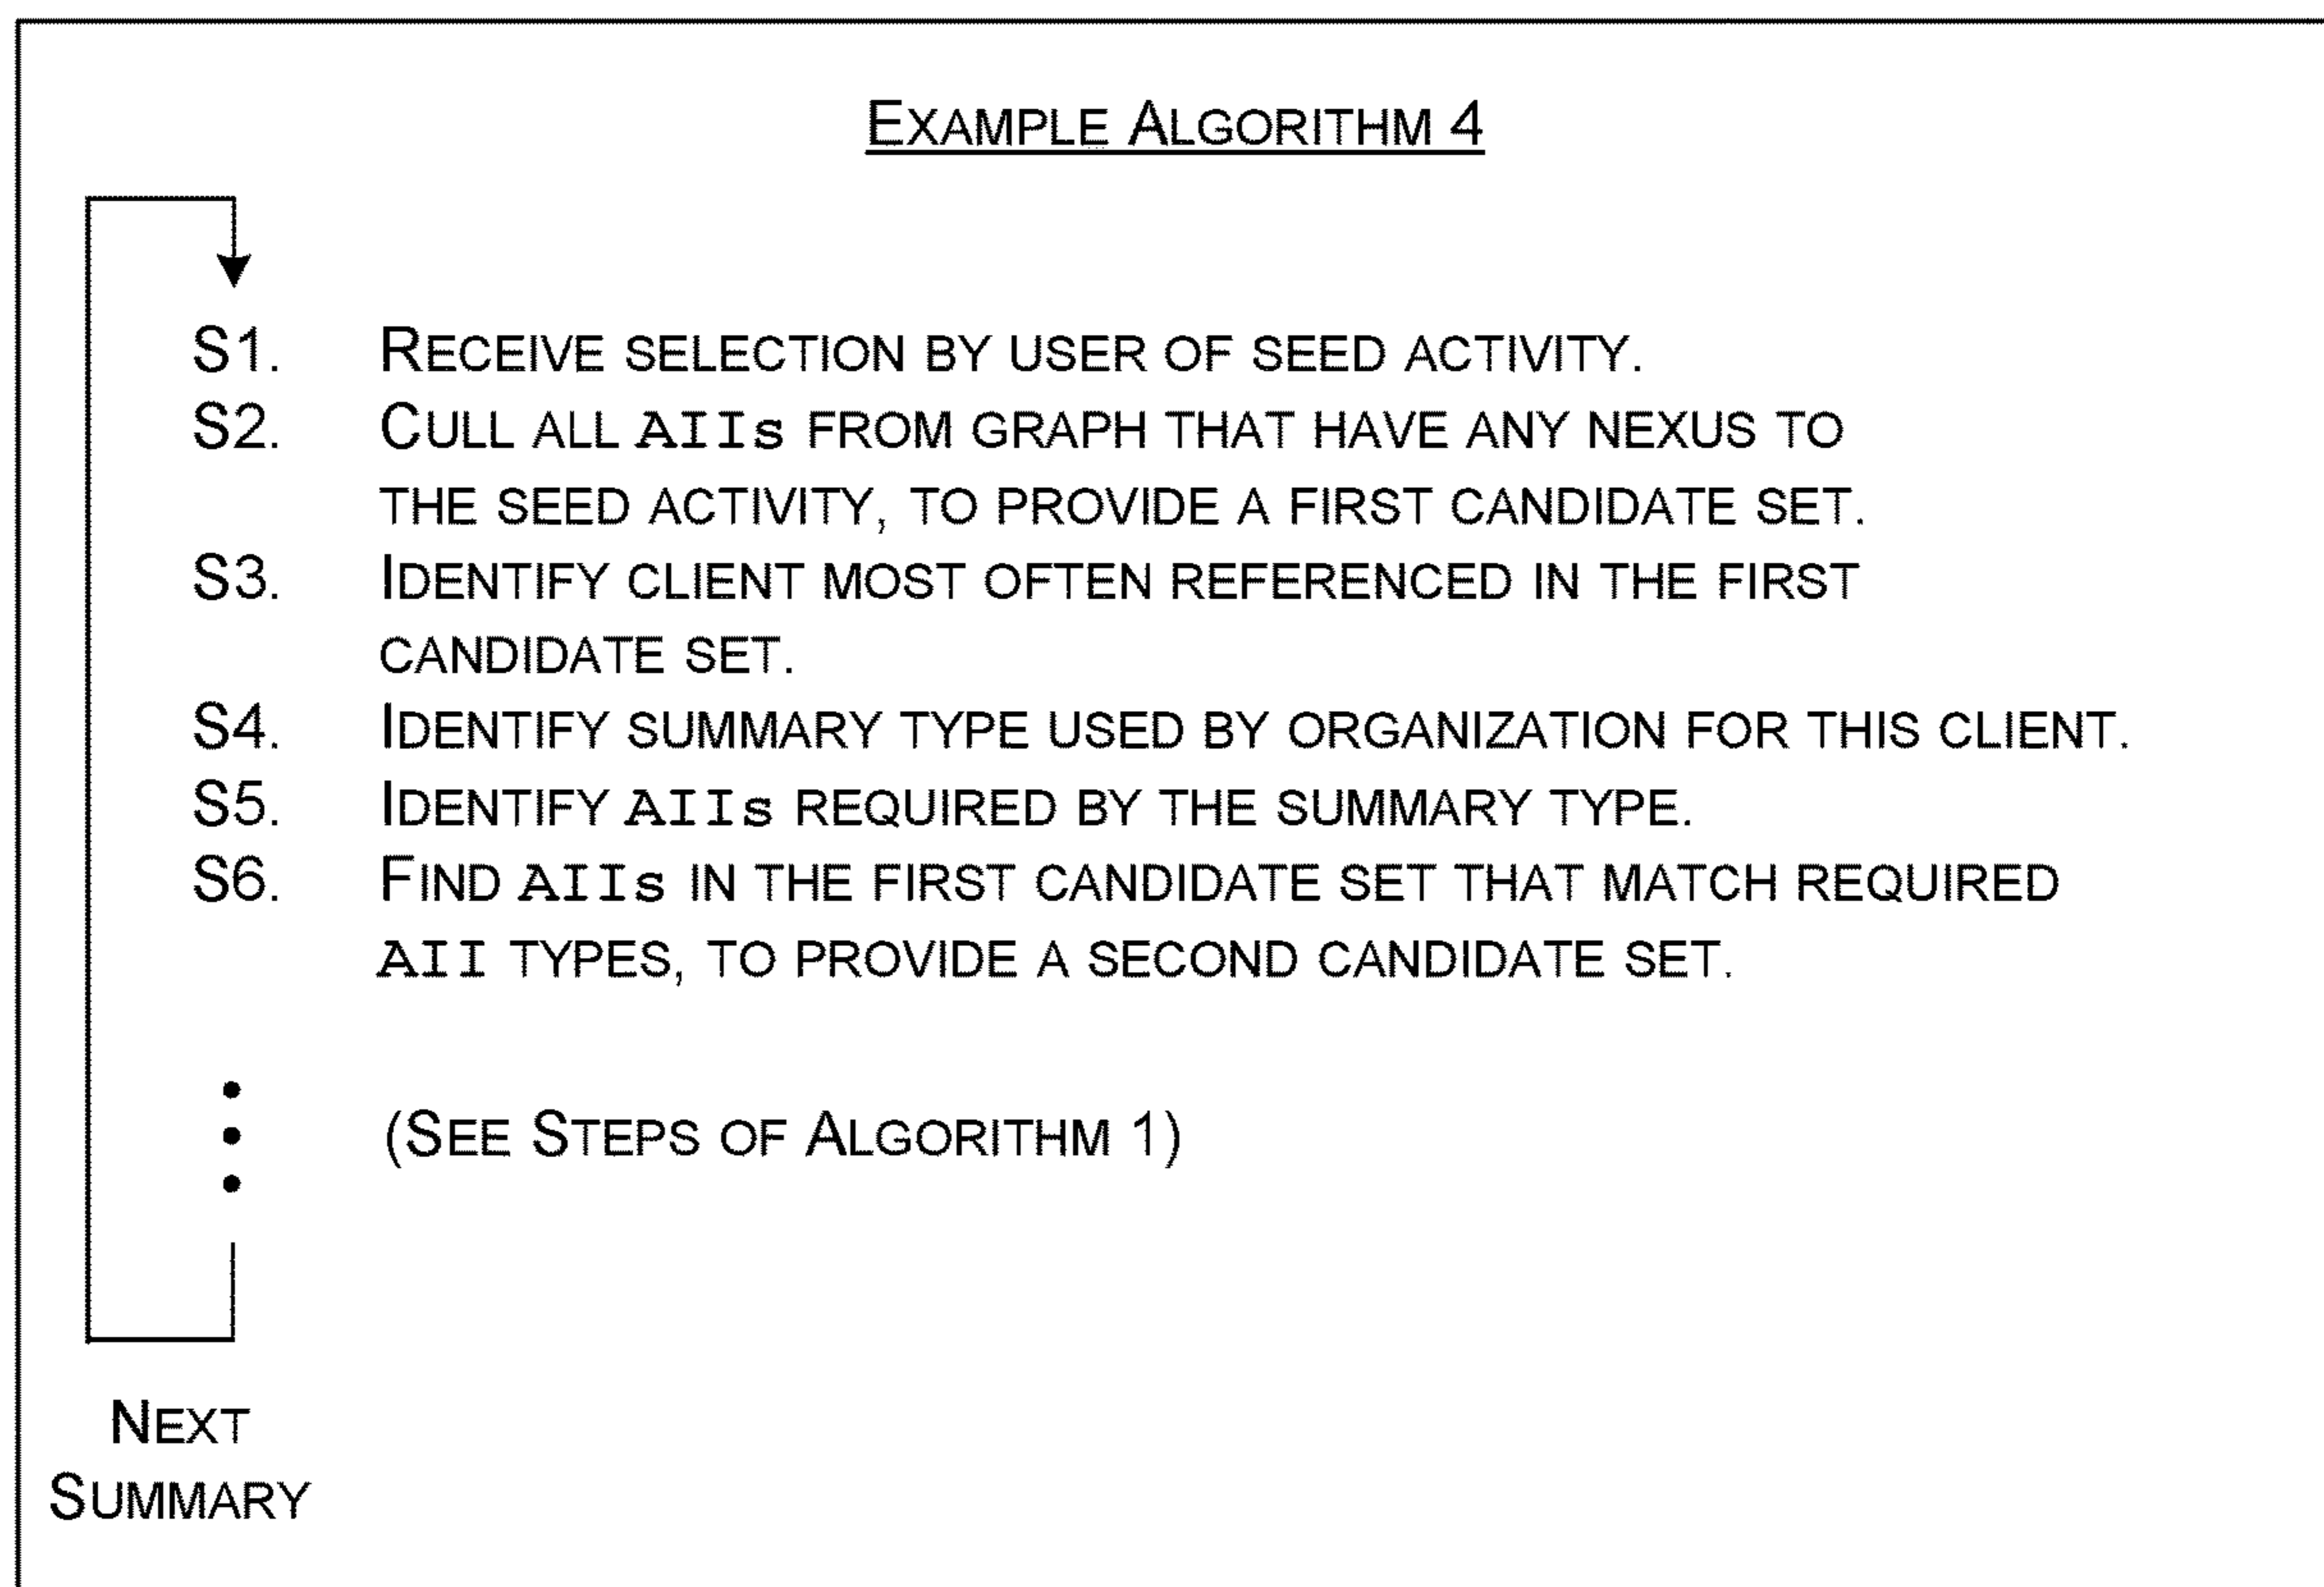 EXAMPLE ALGORITHM 4
S1. RECEIVE SELECTION BY USER OF SEED ACTIVITY.
S2. CULL ALL AIIs FROM GRAPH THAT HAVE ANY NEXUS TO
THE SEED ACTIVITY, TO PROVIDE A FIRST CANDIDATE SET.
S3. IDENTIFY CLIENT MOST OFTEN REFERENCED IN THE FIRST
CANDIDATE SET.
S4. IDENTIFY SUMMARY TYPE USED BY ORGANIZATION FOR THIS CLIENT.
S5. IDENTIFY AIIs REQUIRED BY THE SUMMARY TYPE.
S6. FIND AIIs IN THE FIRST CANDIDATE SET THAT MATCH REQUIRED
AII TYPES, TO PROVIDE A SECOND CANDIDATE SET.
(SEE STEPS OF ALGORITHM 1)
NEXT
SUMMARY